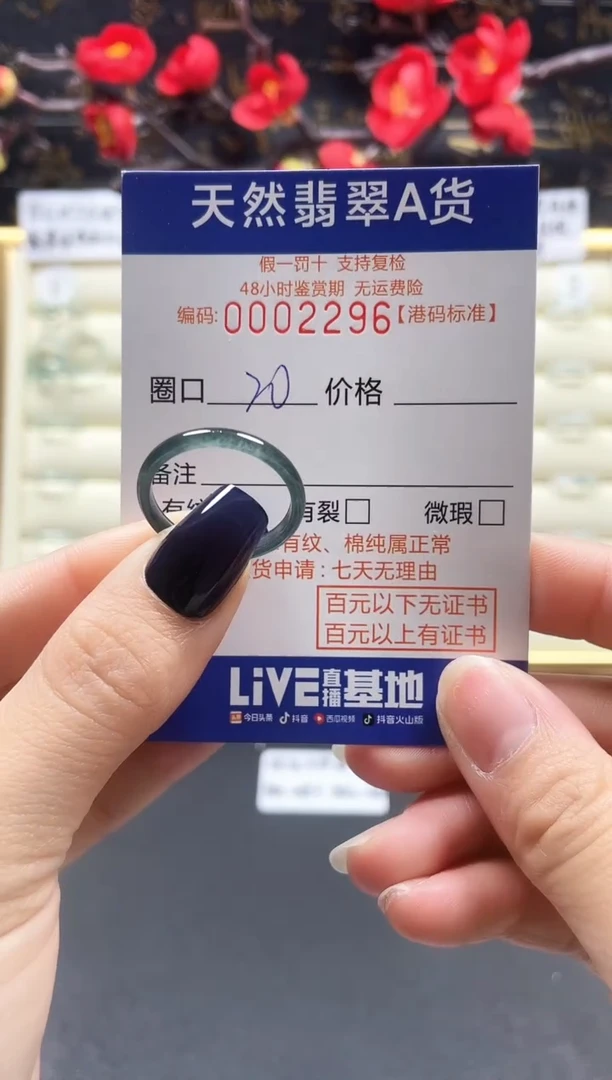 天然翡翠A货
假一罚十 支持复检
48小时鉴赏期 无运费险
编码:0002296【港码标准】
圈口 20 价格
备注
有纹 有裂□ 微瑕□
有纹、棉纯属正常
货申请:七天无理由
百元以下无证书
百元以上有证书
LiVE直播基地
今日头条 抖音 西瓜视频 抖音火山版